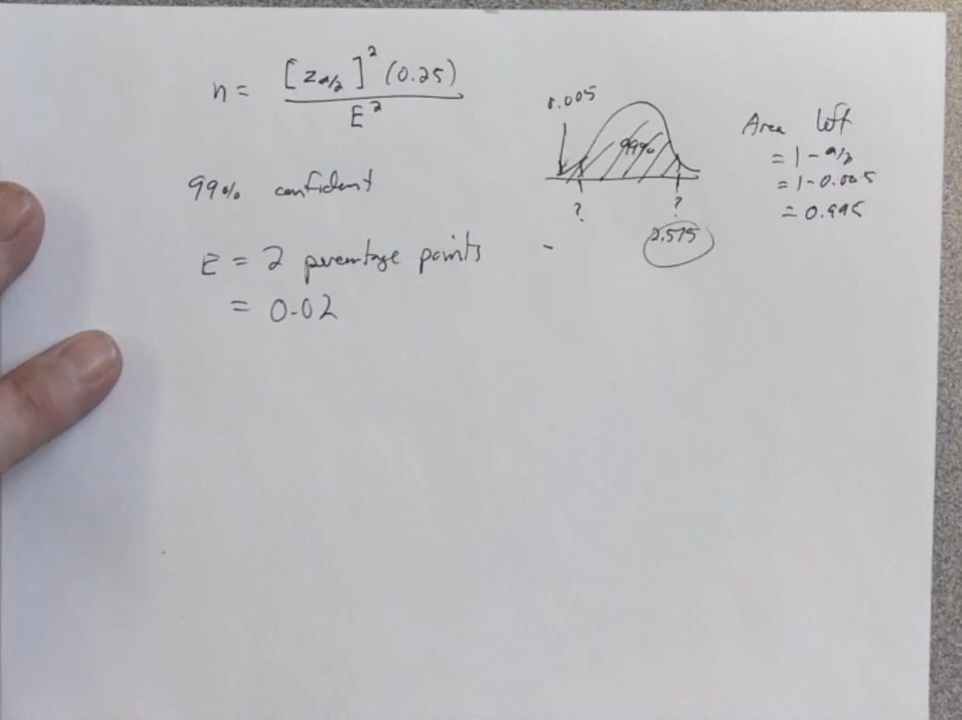 n = [Zα/2]²(0.25)
E²
99% confident
E = 2 percentage points
= 0.02
0.005
99%
? ?
- 2.575
Area left
= 1 - α/2
= 1 - 0.005
= 0.995